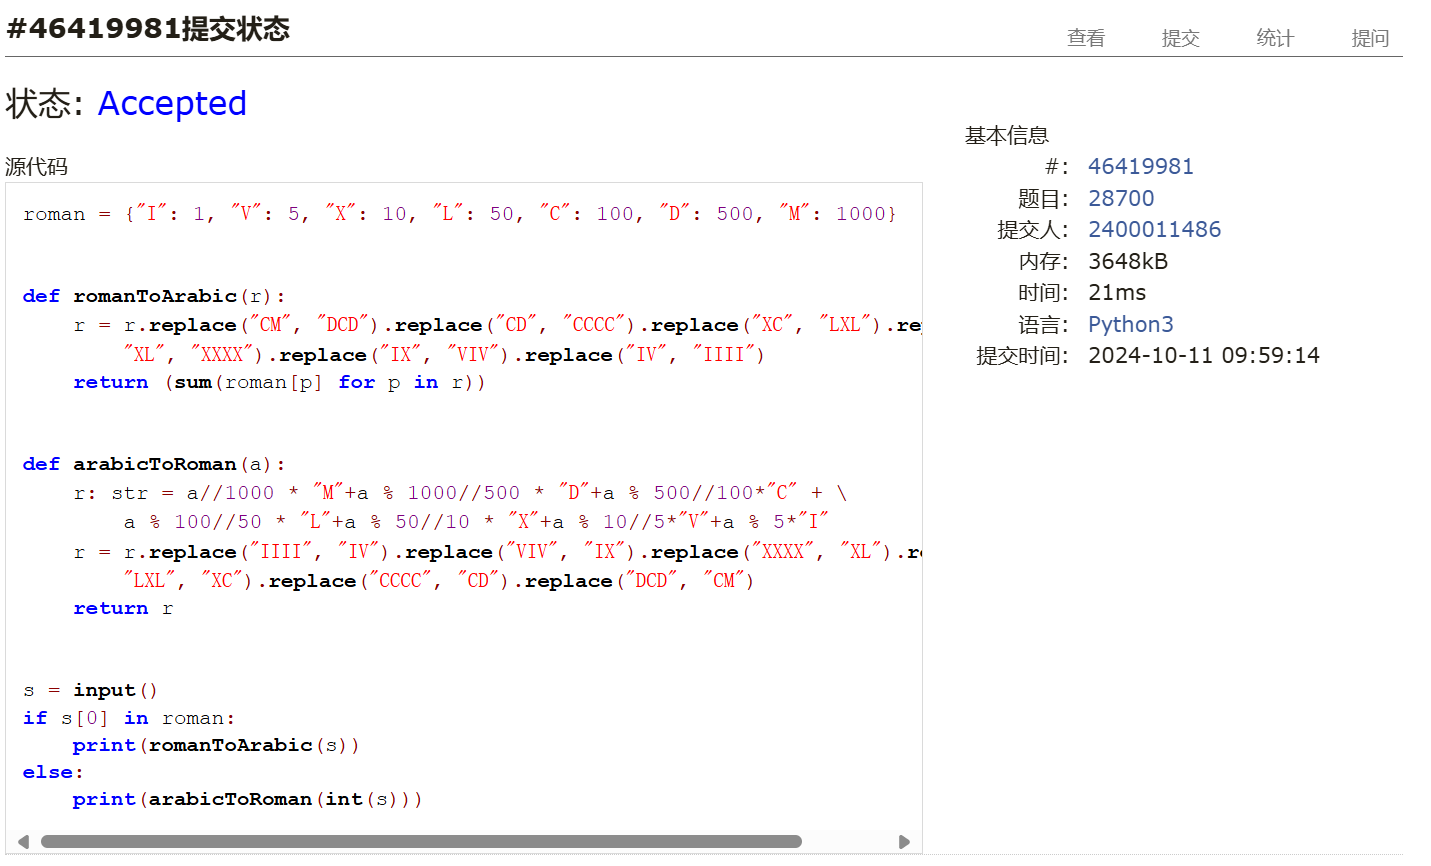 #46419981提交状态
查看 提交 统计 提问
状态: Accepted
源代码
roman = {"I": 1, "V": 5, "X": 10, "L": 50, "C": 100, "D": 500, "M": 1000}
def romanToArabic(r):
r = r.replace("CM", "DCD").replace("CD", "CCCC").replace("XC", "LXL").re
"XL", "XXXX").replace("IX", "VIV").replace("IV", "IIII")
return (sum(roman[p] for p in r))
def arabicToRoman(a):
r: str = a//1000 * "M"+a % 1000//500 * "D"+a % 500//100*"C" + \
a % 100//50 * "L"+a % 50//10 * "X"+a % 10//5*"V"+a % 5*"I"
r = r.replace("IIII", "IV").replace("VIV", "IX").replace("XXXX", "XL").r
"LXL", "XC").replace("CCCC", "CD").replace("DCD", "CM")
return r
s = input()
if s[0] in roman:
print(romanToArabic(s))
else:
print(arabicToRoman(int(s)))
基本信息
#: 46419981
题目: 28700
提交人: 2400011486
内存: 3648kB
时间: 21ms
语言: Python3
提交时间: 2024-10-11 09:59:14